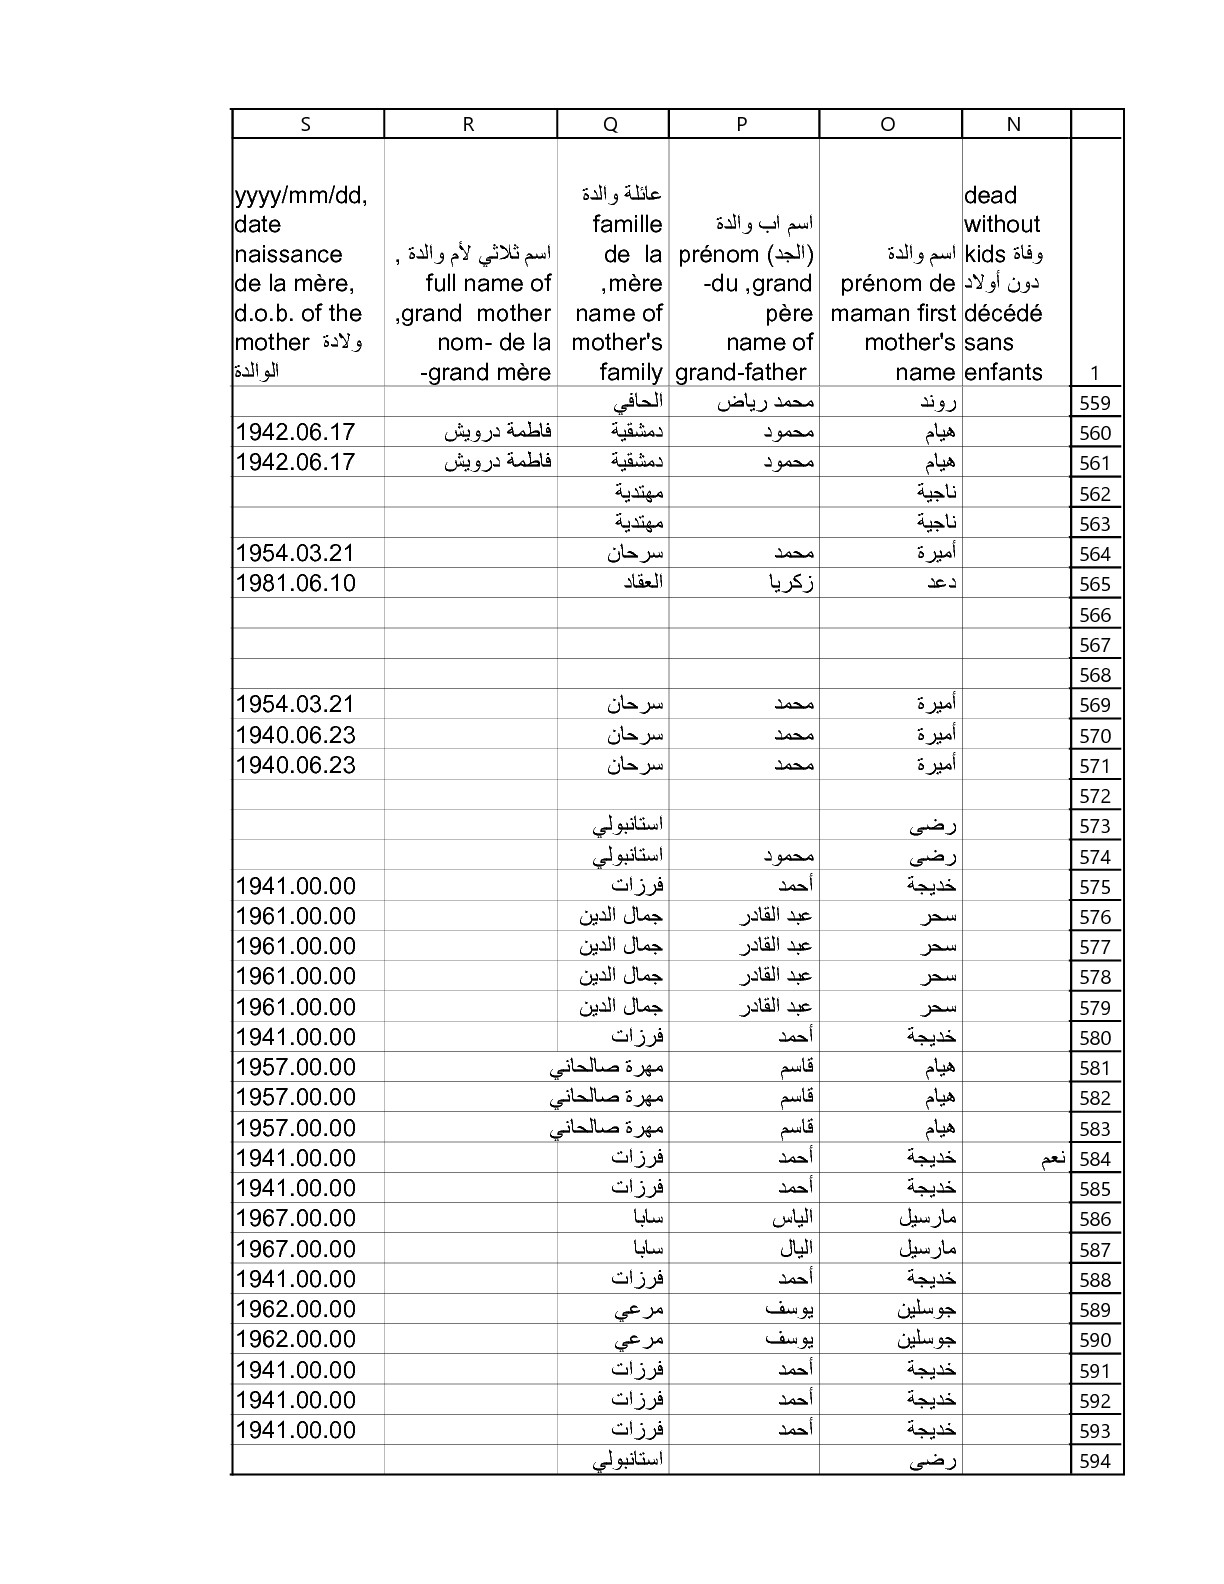 S R Q P O N
yyyy/mm/dd, date naissance de la mère, d.o.b. of the mother ولادة الوالدة
اسم ثلاثي لأم والدة , full name of grand mother, nom- de la grand mère-
عائلة والدة famille de la mère, name of mother's family
اسم اب والدة (الجد) prénom du, grand- père name of grand-father
اسم والدة prénom de maman first mother's name
dead without kids وفاة دون أولاد décédé sans enfants
1
روند محمد رياض الحافي 559
1942.06.17 فاطمة درويش دمشقية محمود هيام 560
1942.06.17 فاطمة درويش دمشقية محمود هيام 561
مهتدية ناجية 562
مهتدية ناجية 563
1954.03.21 سرحان محمد أميرة 564
1981.06.10 العقاد زكريا دعد 565
566
567
568
1954.03.21 سرحان محمد أميرة 569
1940.06.23 سرحان محمد أميرة 570
1940.06.23 سرحان محمد أميرة 571
572
استانبولي رضى 573
استانبولي محمود رضى 574
1941.00.00 فرزات أحمد خديجة 575
1961.00.00 جمال الدين عبد القادر سحر 576
1961.00.00 جمال الدين عبد القادر سحر 577
1961.00.00 جمال الدين عبد القادر سحر 578
1961.00.00 جمال الدين عبد القادر سحر 579
1941.00.00 فرزات أحمد خديجة 580
1957.00.00 مهرة صالحاني قاسم هيام 581
1957.00.00 مهرة صالحاني قاسم هيام 582
1957.00.00 مهرة صالحاني قاسم هيام 583
1941.00.00 فرزات أحمد خديجة نعم 584
1941.00.00 فرزات أحمد خديجة 585
1967.00.00 سابا الياس مارسيل 586
1967.00.00 سابا اليال مارسيل 587
1941.00.00 فرزات أحمد خديجة 588
1962.00.00 مرعي يوسف جوسلين 589
1962.00.00 مرعي يوسف جوسلين 590
1941.00.00 فرزات أحمد خديجة 591
1941.00.00 فرزات أحمد خديجة 592
1941.00.00 فرزات أحمد خديجة 593
استانبولي رضى 594